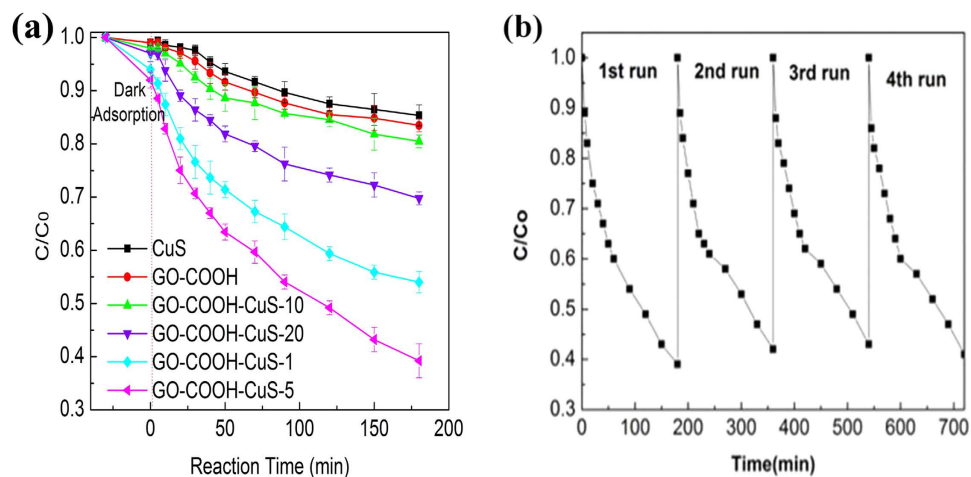 (a)
C/Co
1.0
0.9
0.8
0.7
0.6
0.5
0.4
0.3
Dark
Adsorption
CuS
GO-COOH
GO-COOH-CuS-10
GO-COOH-CuS-20
GO-COOH-CuS-1
GO-COOH-CuS-5
0 50 100 150 200
Reaction Time (min)
(b)
C/Co
1.0
0.9
0.8
0.7
0.6
0.5
0.4
0.3
1st run 2nd run 3rd run 4th run
0 100 200 300 400 500 600 700
Time(min)